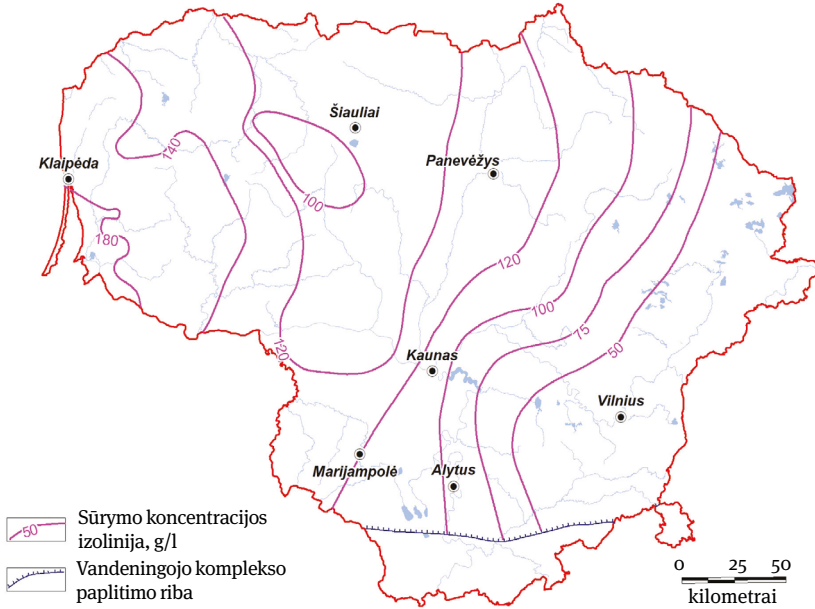 Šiauliai
140
Klaipėda
Panevėžys
100
180
120
100
75
120
50
Kaunas
Vilnius
Marijampolė
Alytus
50
Sūrymo koncentracijos
izolinija, g/l
Vandeningojo komplekso
paplitimo riba
0 25 50
kilometrai